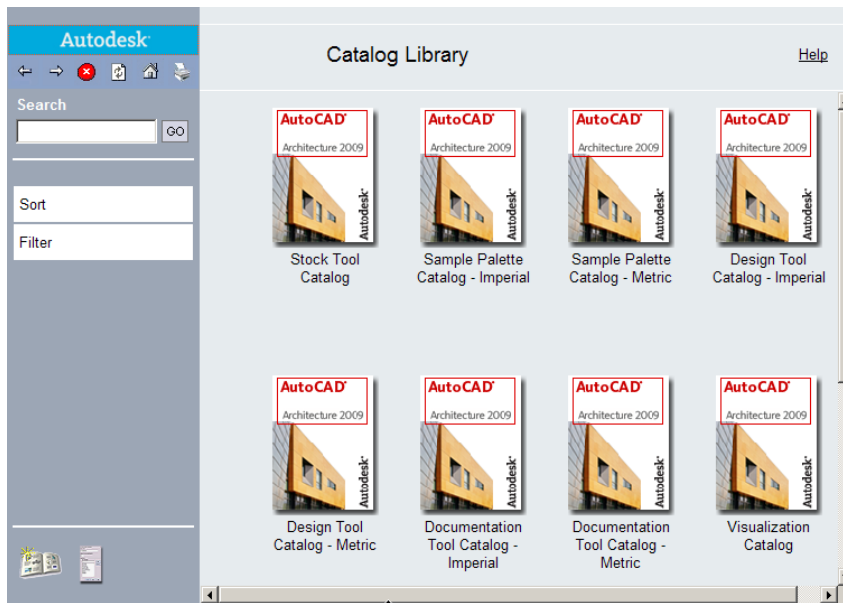 Autodesk
Catalog Library
Help
Search
GO
Sort
Filter
AutoCAD
Architecture 2009
Autodesk
Stock Tool
Catalog
AutoCAD
Architecture 2009
Autodesk
Sample Palette
Catalog - Imperial
AutoCAD
Architecture 2009
Autodesk
Sample Palette
Catalog - Metric
AutoCAD
Architecture 2009
Autodesk
Design Tool
Catalog - Imperial
AutoCAD
Architecture 2009
Autodesk
Design Tool
Catalog - Metric
AutoCAD
Architecture 2009
Autodesk
Documentation
Tool Catalog -
Imperial
AutoCAD
Architecture 2009
Autodesk
Documentation
Tool Catalog -
Metric
AutoCAD
Architecture 2009
Autodesk
Visualization
Catalog